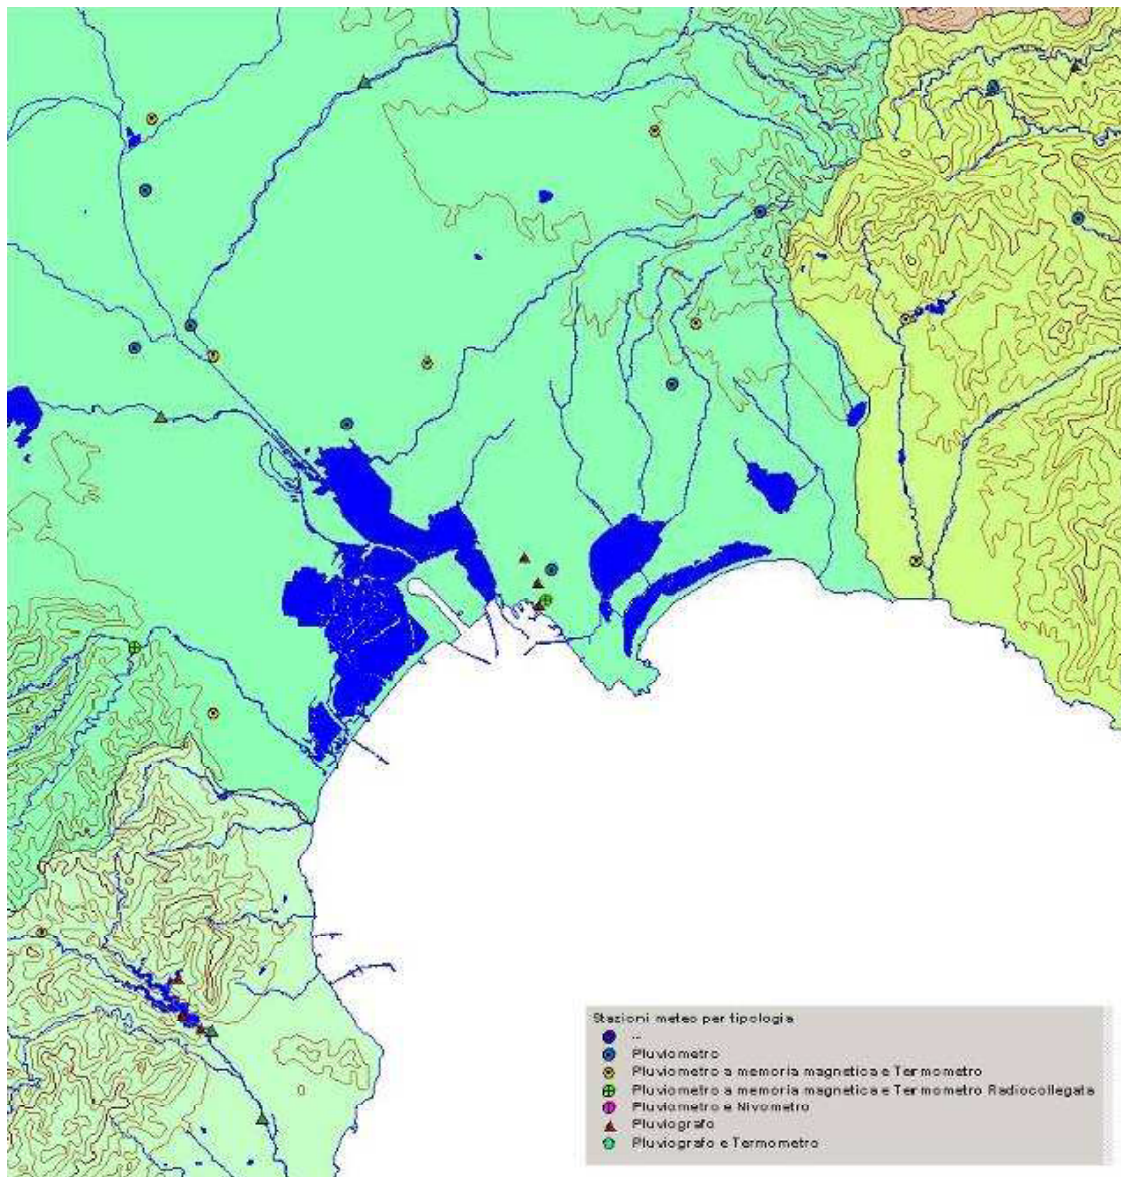 Stazioni meteo per tipologia
...
Pluviometro
Pluviometro a memoria magnetica e Termometro
Pluviometro a memoria magnetica e Termometro Radiocollegata
Pluviometro e Nivometro
Pluviografo
Pluviografo e Termometro